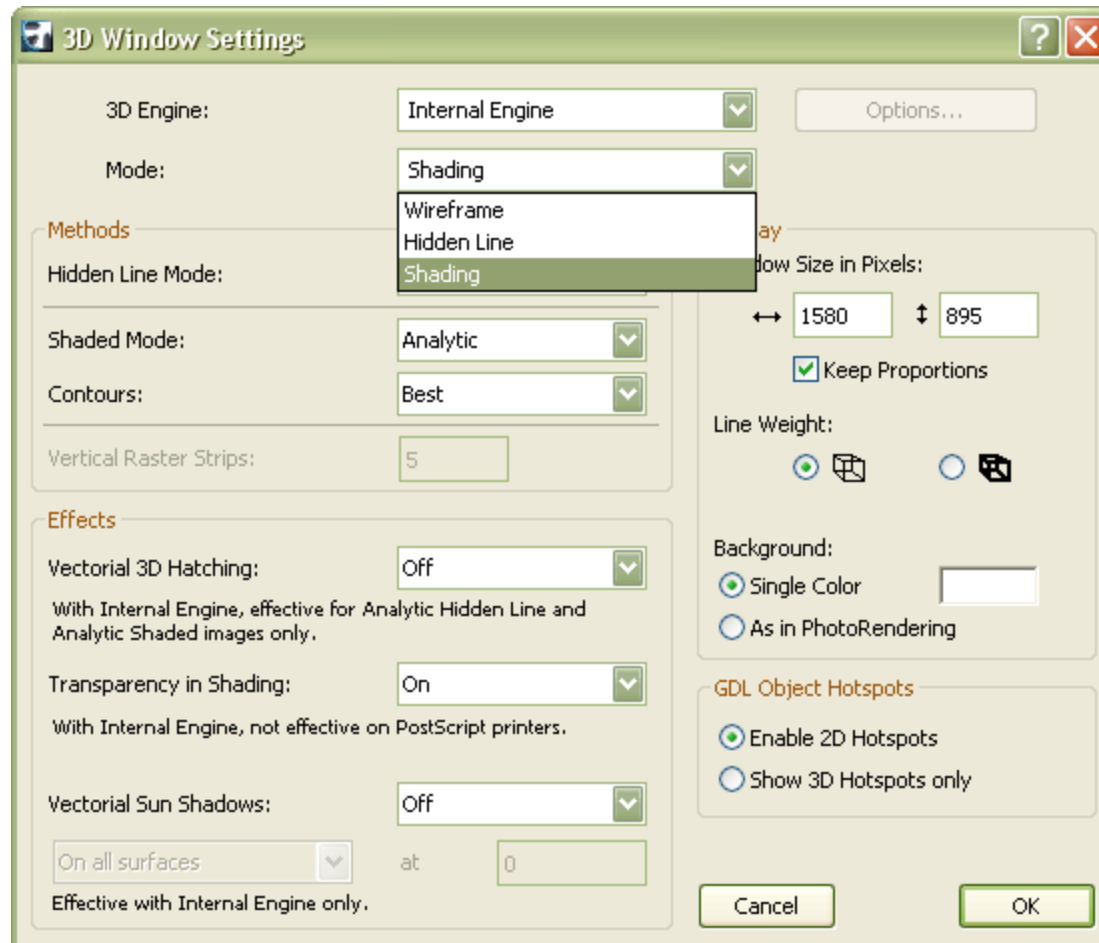 3D Window Settings
3D Engine:
Internal Engine
Options...
Mode:
Shading
Wireframe
Hidden Line
Shading
Methods
Hidden Line Mode:
Shaded Mode:
Analytic
Contours:
Best
Vertical Raster Strips:
5
Effects
Vectorial 3D Hatching:
Off
With Internal Engine, effective for Analytic Hidden Line and
Analytic Shaded images only.
Transparency in Shading:
On
With Internal Engine, not effective on PostScript printers.
Vectorial Sun Shadows:
Off
On all surfaces
at
0
Effective with Internal Engine only.
ay
dow Size in Pixels:
1580
895
Keep Proportions
Line Weight:
Background:
Single Color
As in PhotoRendering
GDL Object Hotspots
Enable 2D Hotspots
Show 3D Hotspots only
Cancel
OK